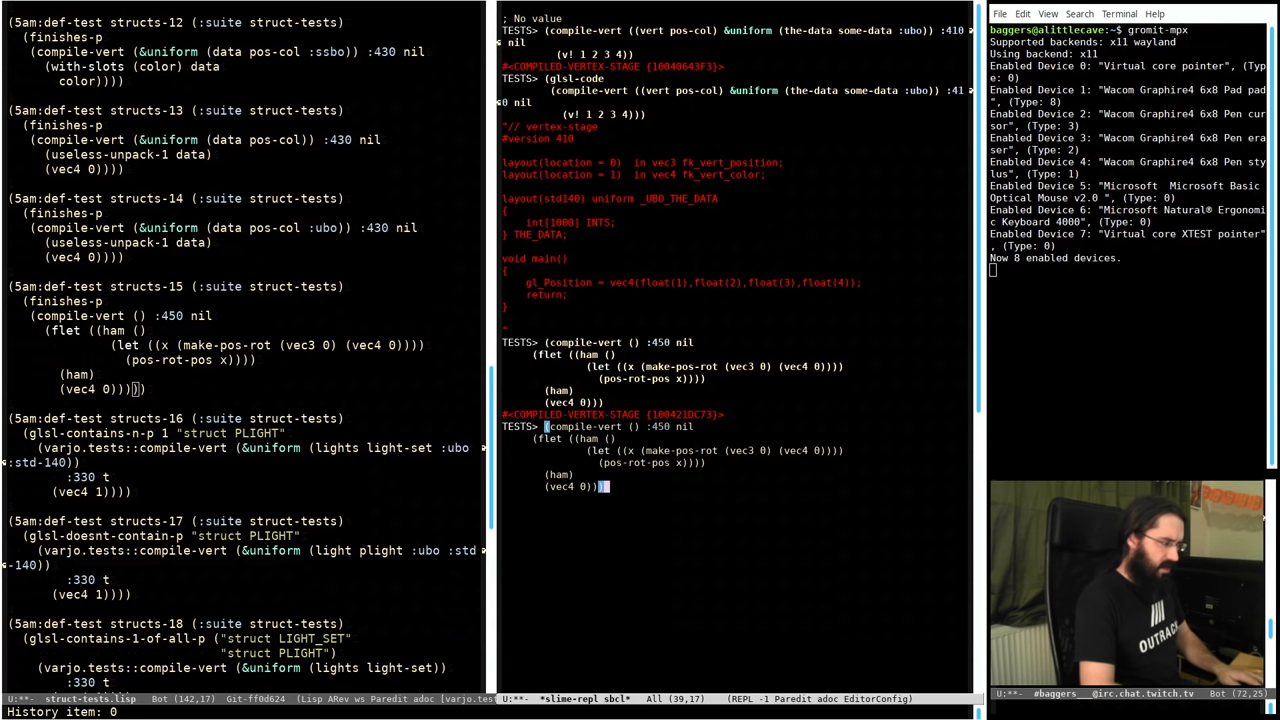 (5am:def-test structs-12 (:suite struct-tests)
(finishes-p
(compile-vert (&uniform (data pos-col :ssbo) :430 nil
(with-slots (color) data
color))))
(5am:def-test structs-13 (:suite struct-tests)
(finishes-p
(compile-vert (&uniform (data pos-col)) :430 nil
(useless-unpack-1 data)
(vec4 0))))
(5am:def-test structs-14 (:suite struct-tests)
(finishes-p
(compile-vert (&uniform (data pos-col :ubo) :430 nil
(useless-unpack-1 data)
(vec4 0))))
(5am:def-test structs-15 (:suite struct-tests)
(finishes-p
(compile-vert () :450 nil
(flet ((ham ()
(let ((x (make-pos-rot (vec3 0) (vec4 0))))
(pos-rot-pos x))))
(ham)
(vec4 0)))))
(5am:def-test structs-16 (:suite struct-tests)
(glsl-contains-n-p 1 "struct PLIGHT"
(varjo.tests::compile-vert (&uniform (lights light-set :ubo
:std-140))
:330 t
(vec4 1))))
(5am:def-test structs-17 (:suite struct-tests)
(glsl-doesnt-contain-p "struct PLIGHT"
(varjo.tests::compile-vert (&uniform (light plight :ubo :std
-140))
:330 t
(vec4 1))))
(5am:def-test structs-18 (:suite struct-tests)
(glsl-contains-1-of-all-p ("struct LIGHT_SET"
"struct PLIGHT")
(varjo.tests::compile-vert (&uniform (lights light-set))
U:**- struct-tests.lisp Bot (142,17) Git-ff0d624 (Lisp ARev ws Paredit adoc [varjo.tes
History item: 0
; No value
TESTS> (compile-vert ((vert pos-col) &uniform (the-data some-data :ubo)) :410
nil
(v! 1 2 3 4))
#<COMPILED-VERTEX-STAGE {10040643F3}>
TESTS> (glsl-code
(compile-vert ((vert pos-col) &uniform (the-data some-data :ubo)) :41
0 nil
(v! 1 2 3 4)))
"// vertex-stage
#version 410
layout(location = 0)  in vec3 fk_vert_position;
layout(location = 1)  in vec4 fk_vert_color;
layout(std140) uniform _UBO_THE_DATA
{
int[1000] INTS;
} THE_DATA;
void main()
{
gl_Position = vec4(float(1),float(2),float(3),float(4));
return;
}
"
TESTS> (compile-vert () :450 nil
(flet ((ham ()
(let ((x (make-pos-rot (vec3 0) (vec4 0))))
(pos-rot-pos x))))
(ham)
(vec4 0)))
#<COMPILED-VERTEX-STAGE {100421DC73}>
TESTS> (compile-vert () :450 nil
(flet ((ham ()
(let ((x (make-pos-rot (vec3 0) (vec4 0))))
(pos-rot-pos x))))
(ham)
(vec4 0)))
U:**- *slime-repl sbcl* All (39,17) (REPL -1 Paredit adoc EditorConfig)
File Edit View Search Terminal Help
baggers@alittlecave:~$ gromit-mpx
Supported backends: x11 wayland
Using backend: x11
Enabled Device 0: "Virtual core pointer", (Typ
e: 0)
Enabled Device 1: "Wacom Graphire4 6x8 Pad pad
", (Type: 8)
Enabled Device 2: "Wacom Graphire4 6x8 Pen cur
sor", (Type: 3)
Enabled Device 3: "Wacom Graphire4 6x8 Pen era
ser", (Type: 2)
Enabled Device 4: "Wacom Graphire4 6x8 Pen sty
lus", (Type: 1)
Enabled Device 5: "Microsoft  Microsoft Basic
Optical Mouse v2.0 ", (Type: 0)
Enabled Device 6: "Microsoft Natural® Ergonomi
c Keyboard 4000", (Type: 0)
Enabled Device 7: "Virtual core XTEST pointer"
, (Type: 0)
Now 8 enabled devices.
OUTRACK
U:**- #baggers___@irc.chat.twitch.tv Bot (72,25)